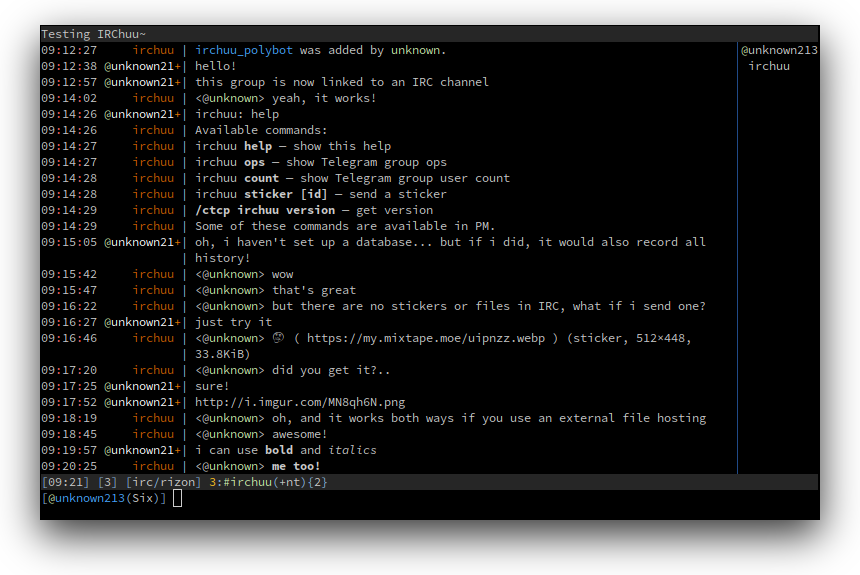 Testing IRChuu~
09:12:27 irchuu | irchuu_polybot was added by unknown.
@unknown213
09:12:38 @unknown21+| hello!
irchuu
09:12:57 @unknown21+| this group is now linked to an IRC channel
09:14:02 irchuu | <@unknown> yeah, it works!
09:14:26 @unknown21+| irchuu: help
09:14:26 irchuu | Available commands:
09:14:27 irchuu | irchuu help — show this help
09:14:27 irchuu | irchuu ops — show Telegram group ops
09:14:28 irchuu | irchuu count — show Telegram group user count
09:14:28 irchuu | irchuu sticker [id] — send a sticker
09:14:29 irchuu | /ctcp irchuu version — get version
09:14:29 irchuu | Some of these commands are available in PM.
09:15:05 @unknown21+| oh, i haven't set up a database... but if i did, it would also record all
| history!
09:15:42 irchuu | <@unknown> wow
09:15:47 irchuu | <@unknown> that's great
09:16:22 irchuu | <@unknown> but there are no stickers or files in IRC, what if i send one?
09:16:27 @unknown21+| just try it
09:16:46 irchuu | <@unknown> ( https://my.mixtape.moe/uipnzz.webp ) (sticker, 512×448,
| 33.8KiB)
09:17:20 irchuu | <@unknown> did you get it?..
09:17:25 @unknown21+| sure!
09:17:52 @unknown21+| http://i.imgur.com/MN8qh6N.png
09:18:19 irchuu | <@unknown> oh, and it works both ways if you use an external file hosting
09:18:45 irchuu | <@unknown> awesome!
09:19:57 @unknown21+| i can use bold and italics
09:20:25 irchuu | <@unknown> me too!
[09:21] [3] [irc/rizon] 3:#irchuu(+nt){2}
[@unknown213(Six)]